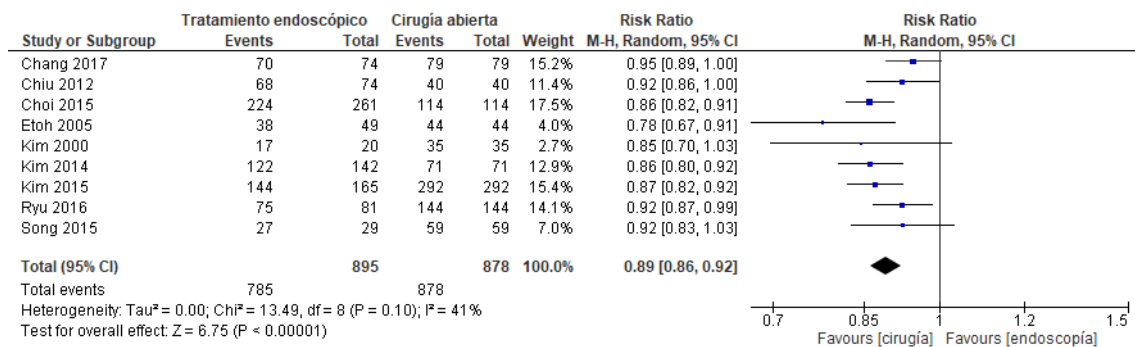 Tratamiento endoscópico Cirugía abierta Risk Ratio Risk Ratio
Study or Subgroup Events Total Events Total Weight M-H, Random, 95% CI M-H, Random, 95% CI
Chang 2017 70 74 79 79 15.2% 0.95 [0.89, 1.00]
Chiu 2012 68 74 40 40 11.4% 0.92 [0.86, 1.00]
Choi 2015 224 261 114 114 17.5% 0.86 [0.82, 0.91]
Etoh 2005 38 49 44 44 4.0% 0.78 [0.67, 0.91]
Kim 2000 17 20 35 35 2.7% 0.85 [0.70, 1.03]
Kim 2014 122 142 71 71 12.9% 0.86 [0.80, 0.92]
Kim 2015 144 165 292 292 15.4% 0.87 [0.82, 0.92]
Ryu 2016 75 81 144 144 14.1% 0.92 [0.87, 0.99]
Song 2015 27 29 59 59 7.0% 0.92 [0.83, 1.03]
Total (95% CI) 895 878 100.0% 0.89 [0.86, 0.92]
Total events 785 878
Heterogeneity: Tau² = 0.00; Chi² = 13.49, df = 8 (P = 0.10); I² = 41%
Test for overall effect: Z = 6.75 (P < 0.00001)
0.7 0.85 1 1.2 1.5
Favours [cirugía] Favours [endoscopía]